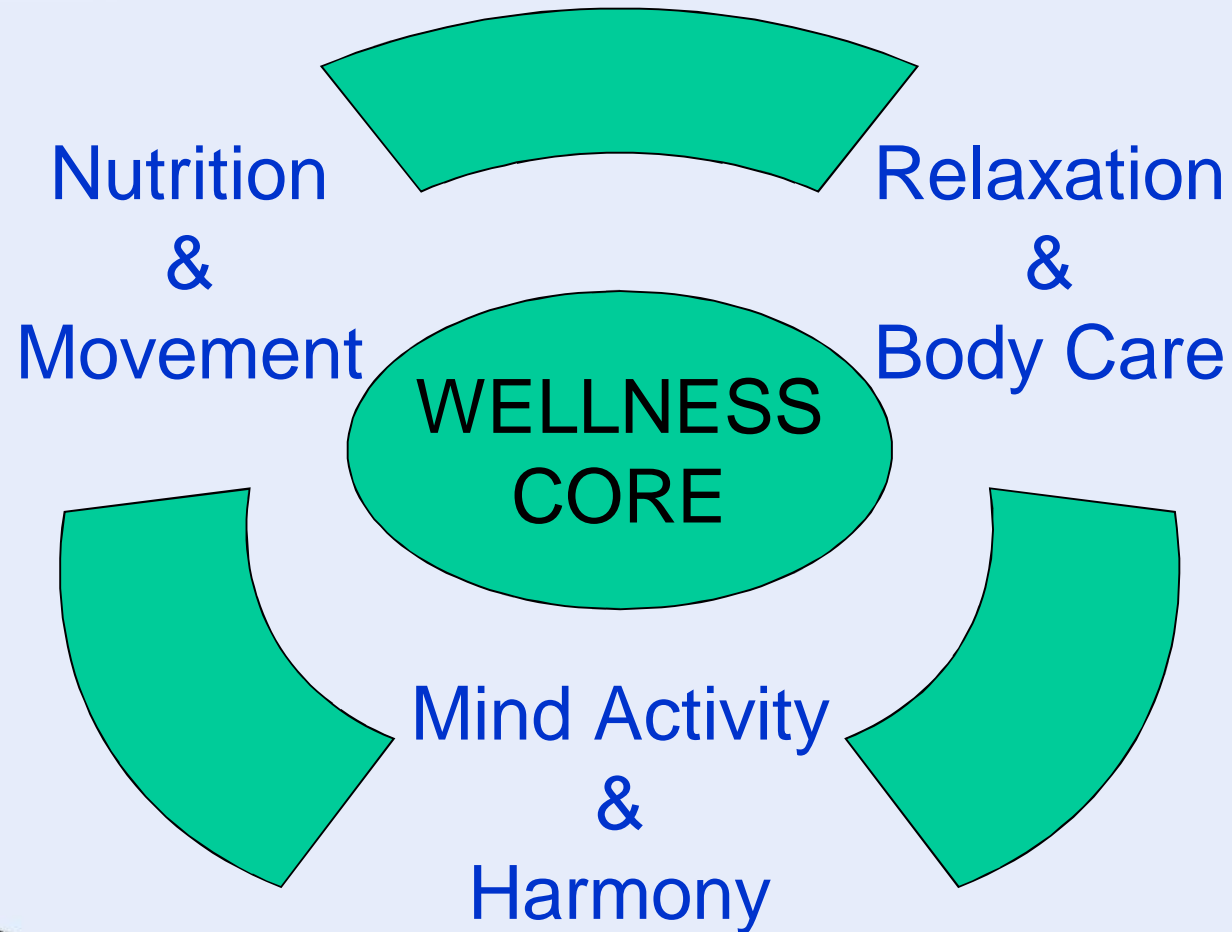 Nutrition
&
Movement
Relaxation
&
Body Care
WELLNESS
CORE
Mind Activity
&
Harmony